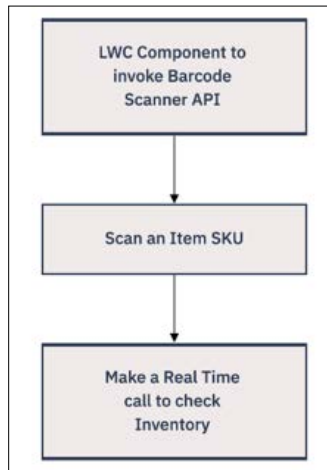 LWC Component to
invoke Barcode
Scanner API
Scan an Item SKU
Make a Real Time
call to check
Inventory